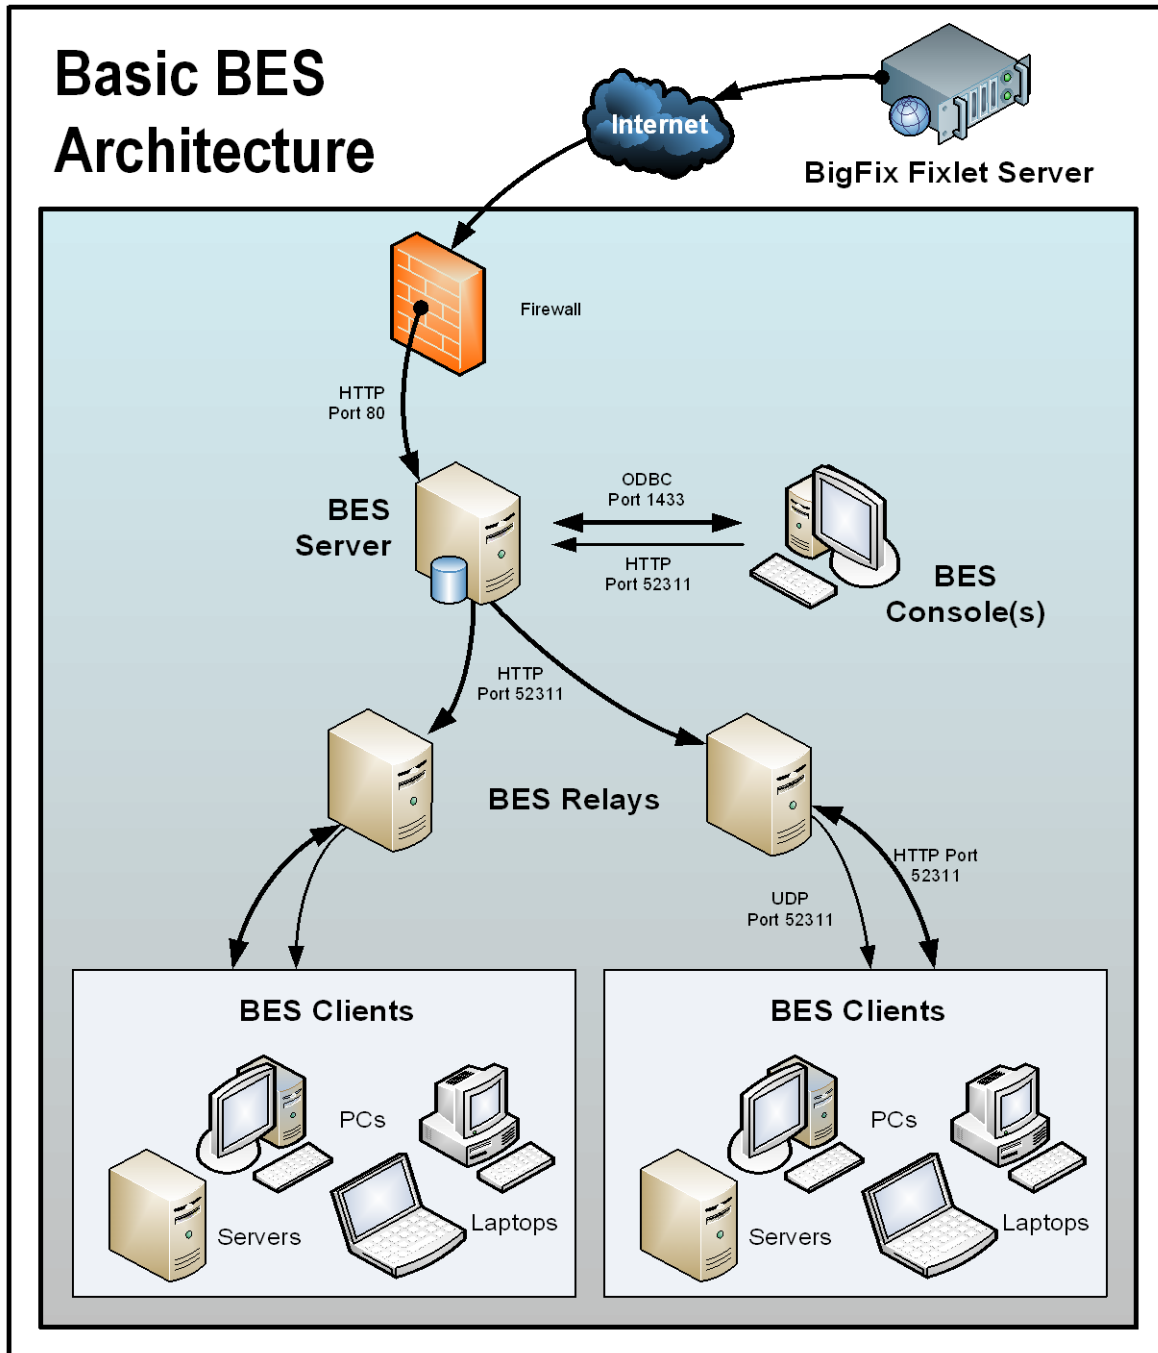 Basic BES
Architecture
Internet
BigFix Fixlet Server
Firewall
HTTP
Port 80
BES
Server
ODBC
Port 1433
HTTP
Port 52311
BES
Console(s)
HTTP
Port 52311
BES Relays
HTTP Port
52311
UDP
Port 52311
BES Clients
PCs
Servers
Laptops
BES Clients
PCs
Servers
Laptops